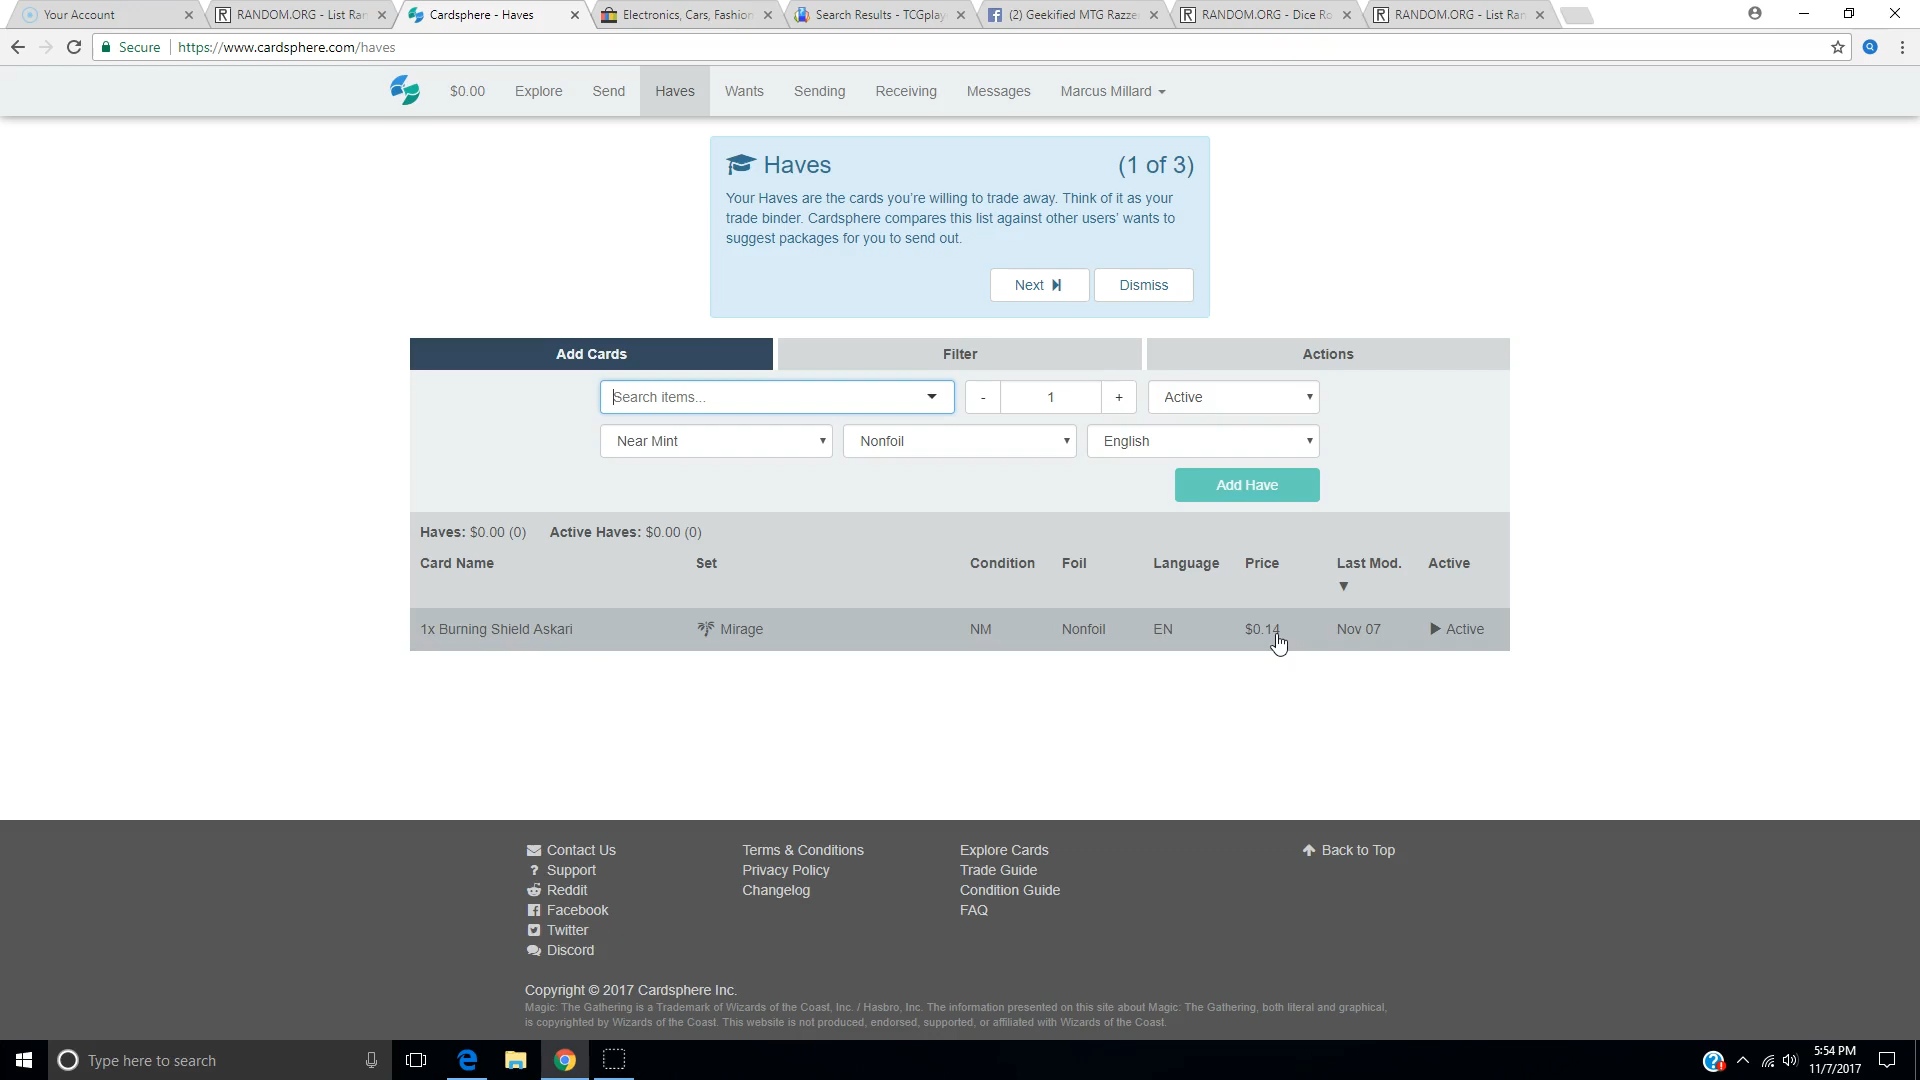 Your Account
RANDOM.ORG - List Ran
Cardsphere - Haves
Electronics, Cars, Fashion
Search Results - TCGplay
(2) Geekified MTG Razze
RANDOM.ORG - Dice Ro
RANDOM.ORG - List Ran
Secure
https://www.cardsphere.com/haves
$0.00
Explore
Send
Haves
Wants
Sending
Receiving
Messages
Marcus Millard
Haves (1 of 3)
Your Haves are the cards you're willing to trade away. Think of it as your
trade binder. Cardsphere compares this list against other users' wants to
suggest packages for you to send out.
Next
Dismiss
Add Cards
Filter
Actions
Search items...
-
1
+
Active
Near Mint
Nonfoil
English
Add Have
Haves: $0.00 (0) Active Haves: $0.00 (0)
Card Name Set Condition Foil Language Price Last Mod. ▼ Active
1x Burning Shield Askari Mirage NM Nonfoil EN $0.14 Nov 07 Active
Contact Us
? Support
Reddit
Facebook
Twitter
Discord
Terms & Conditions
Privacy Policy
Changelog
Explore Cards
Trade Guide
Condition Guide
FAQ
Back to Top
Copyright © 2017 Cardsphere Inc.
Magic: The Gathering is a Trademark of Wizards of the Coast, Inc. / Hasbro, Inc. The information presented on this site about Magic: The Gathering, both literal and graphical,
is copyrighted by Wizards of the Coast. This website is not produced, endorsed, supported, or affiliated with Wizards of the Coast.
Type here to search
5:54 PM
11/7/2017